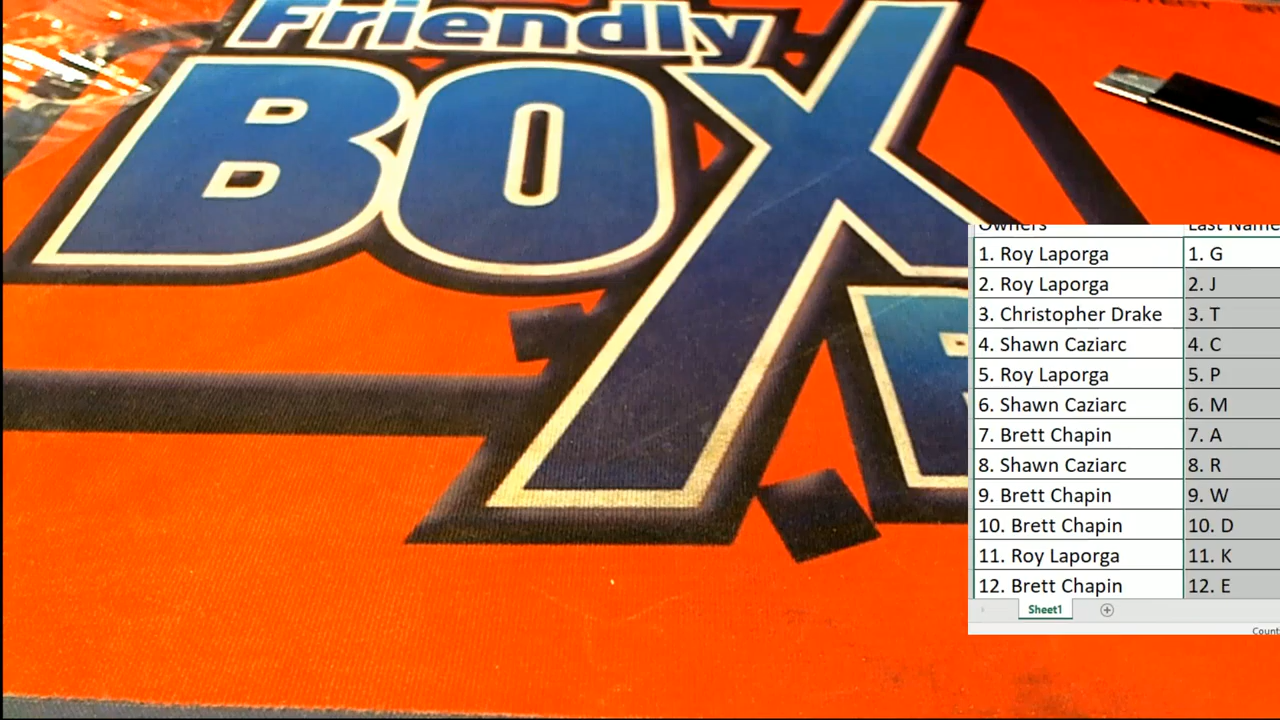 Friendly
BOX
Owners Last Name
1. Roy Laporga 1. G
2. Roy Laporga 2. J
3. Christopher Drake 3. T
4. Shawn Caziarc 4. C
5. Roy Laporga 5. P
6. Shawn Caziarc 6. M
7. Brett Chapin 7. A
8. Shawn Caziarc 8. R
9. Brett Chapin 9. W
10. Brett Chapin 10. D
11. Roy Laporga 11. K
12. Brett Chapin 12. E
Sheet1
Count